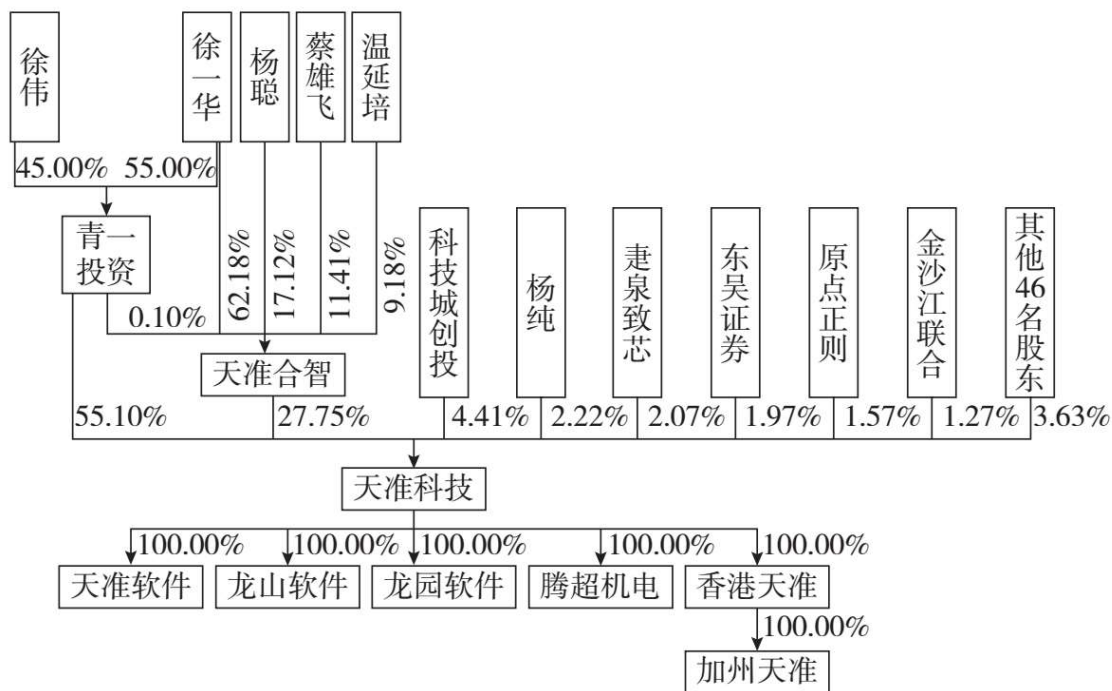 徐伟
徐一华
杨聪
蔡雄飞
温延培
45.00%
55.00%
青一
投资
0.10%
62.18%
17.12%
11.41%
9.18%
天准合智
科技城创投
杨纯
疌泉致芯
东吴证券
原点正则
金沙江联合
其他46名股东
55.10%
27.75%
4.41%
2.22%
2.07%
1.97%
1.57%
1.27%
3.63%
天准科技
100.00%
100.00%
100.00%
100.00%
100.00%
天准软件
龙山软件
龙园软件
腾超机电
香港天准
100.00%
加州天准